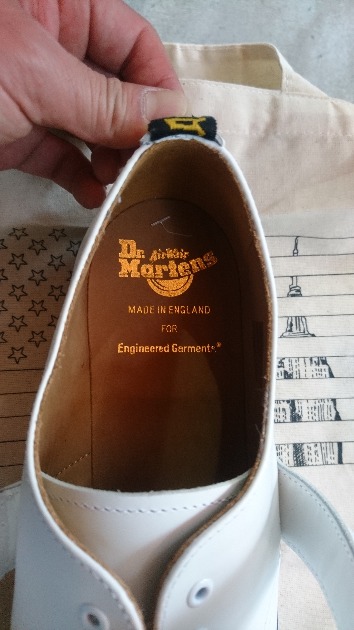 Dr. AirWair
Martens
MADE IN ENGLAND
FOR
Engineered Garments®